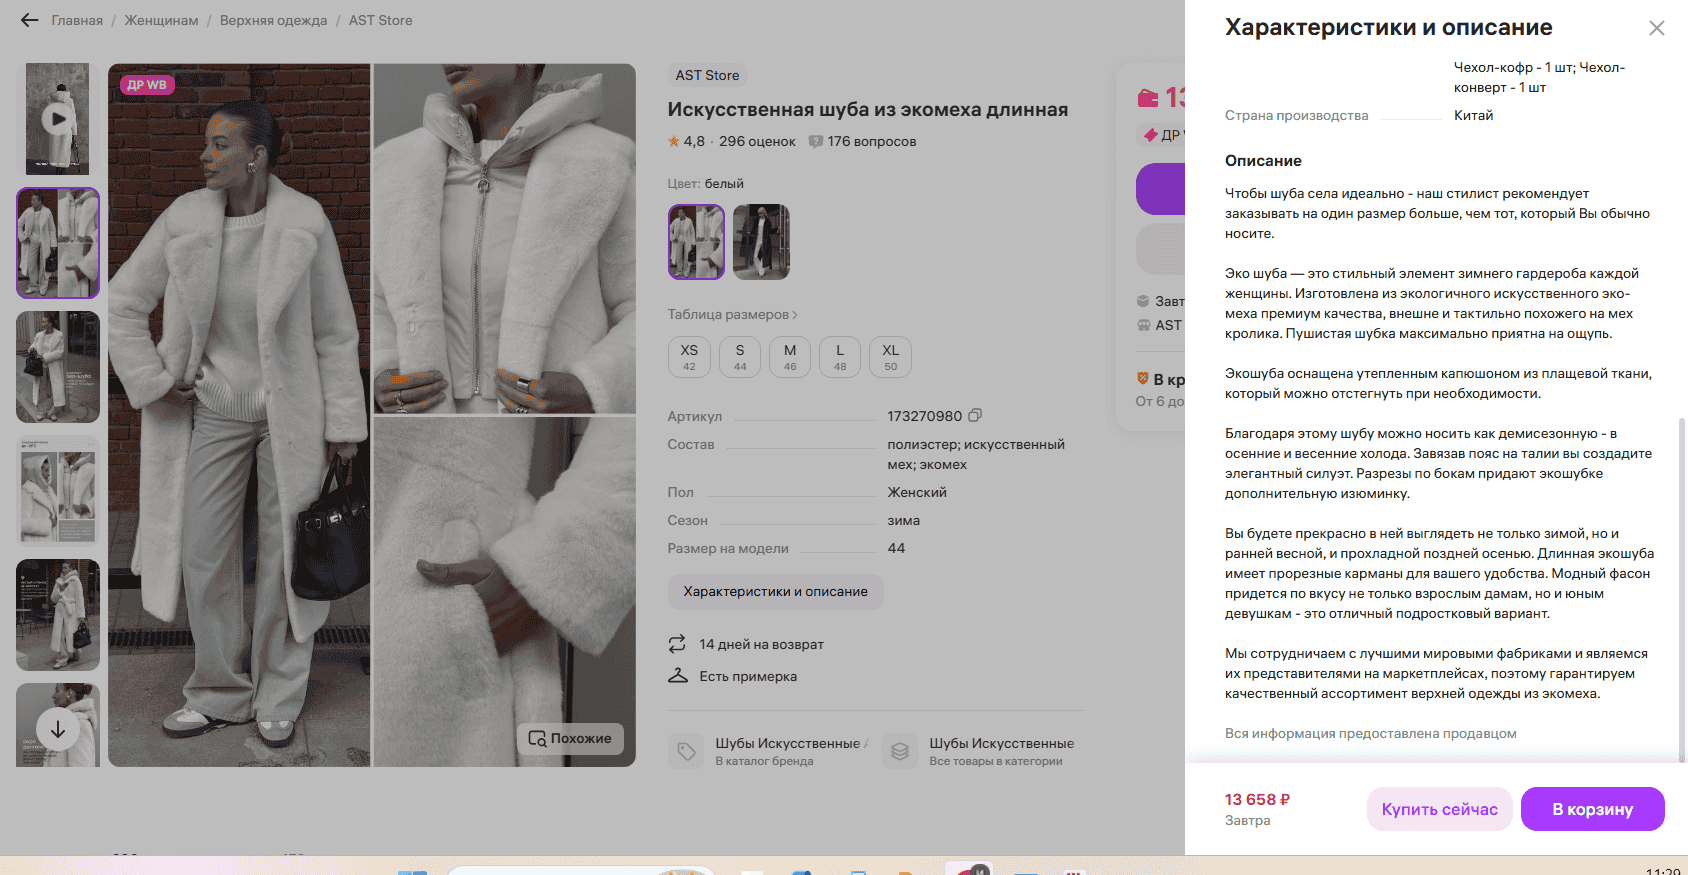 Главная / Женщинам / Верхняя одежда / AST Store
ДР WB
Похожие
AST Store
Искусственная шуба из экомеха длинная
4,8 · 296 оценок
176 вопросов
Цвет: белый
Таблица размеров
XS
42
S
44
M
46
L
48
XL
50
Артикул 173270980
Состав полиэстер; искусственный
мех; экомех
Пол Женский
Сезон зима
Размер на модели 44
Характеристики и описание
14 дней на возврат
Есть примерка
Шубы Искусственные
В каталог бренда
Шубы Искусственные
Все товары в категории
13
ДР
Завт
AST
В кр
От 6 до
Характеристики и описание
Чехол-кофр - 1 шт; Чехол-
конверт - 1 шт
Страна производства Китай
Описание
Чтобы шуба села идеально - наш стилист рекомендует
заказывать на один размер больше, чем тот, который Вы обычно
носите.
Эко шуба — это стильный элемент зимнего гардероба каждой
женщины. Изготовлена из экологичного искусственного эко-
меха премиум качества, внешне и тактильно похожего на мех
кролика. Пушистая шубка максимально приятна на ощупь.
Экошуба оснащена утепленным капюшоном из плащевой ткани,
который можно отстегнуть при необходимости.
Благодаря этому шубу можно носить как демисезонную - в
осенние и весенние холода. Завязав пояс на талии вы создадите
элегантный силуэт. Разрезы по бокам придают экошубке
дополнительную изюминку.
Вы будете прекрасно в ней выглядеть не только зимой, но и
ранней весной, и прохладной поздней осенью. Длинная экошуба
имеет прорезные карманы для вашего удобства. Модный фасон
придется по вкусу не только взрослым дамам, но и юным
девушкам - это отличный подростковый вариант.
Мы сотрудничаем с лучшими мировыми фабриками и являемся
их представителями на маркетплейсах, поэтому гарантируем
качественный ассортимент верхней одежды из экомеха.
Вся информация предоставлена продавцом
13 658 ₽
Завтра
Купить сейчас
В корзину
11:29